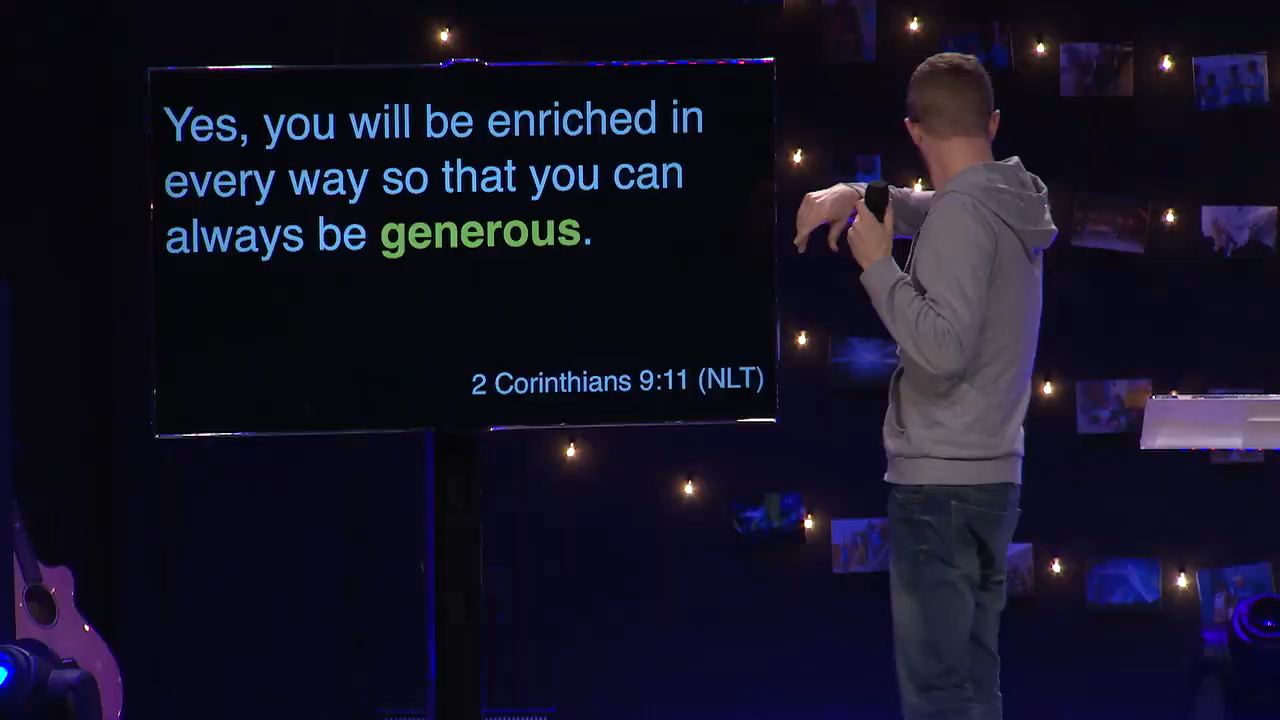 Yes, you will be enriched in
every way so that you can
always be generous.
2 Corinthians 9:11 (NLT)